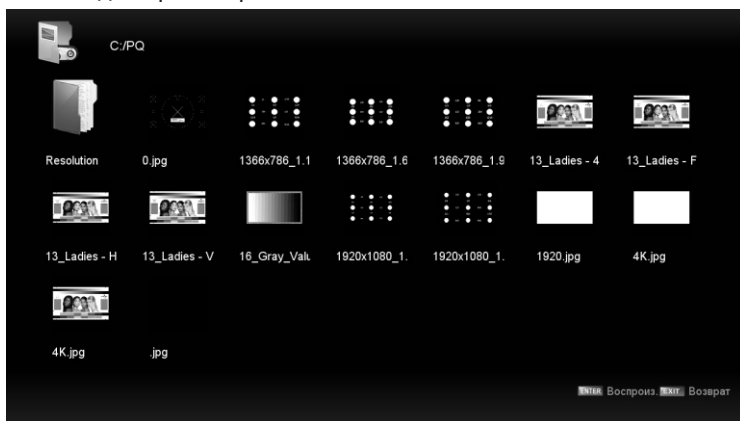 C:/PQ
Resolution 0.jpg 1366x786_1.1 1366x786_1.6 1366x786_1.9 13_Ladies - 4 13_Ladies - F
13_Ladies - H 13_Ladies - V 16_Gray_Valu 1920x1080_1. 1920x1080_1. 1920.jpg 4K.jpg
4K.jpg .jpg
ENTER Воспроиз. EXIT Возврат